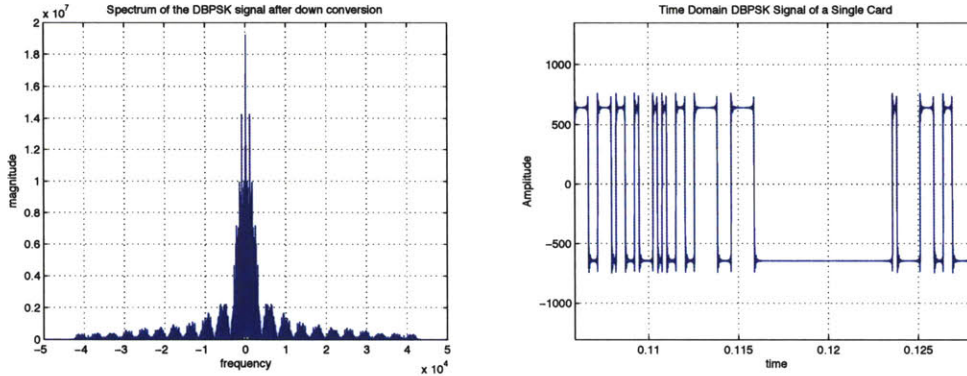 Spectrum of the DBPSK signal after down conversion
x 10^7
2
1.8
1.6
1.4
1.2
1
0.8
0.6
0.4
0.2
0
magnitude
−5 −4 −3 −2 −1 0 1 2 3 4 5
frequency
x 10^4
Time Domain DBPSK Signal of a Single Card
1000
500
0
−500
−1000
Amplitude
0.11 0.115 0.12 0.125
time